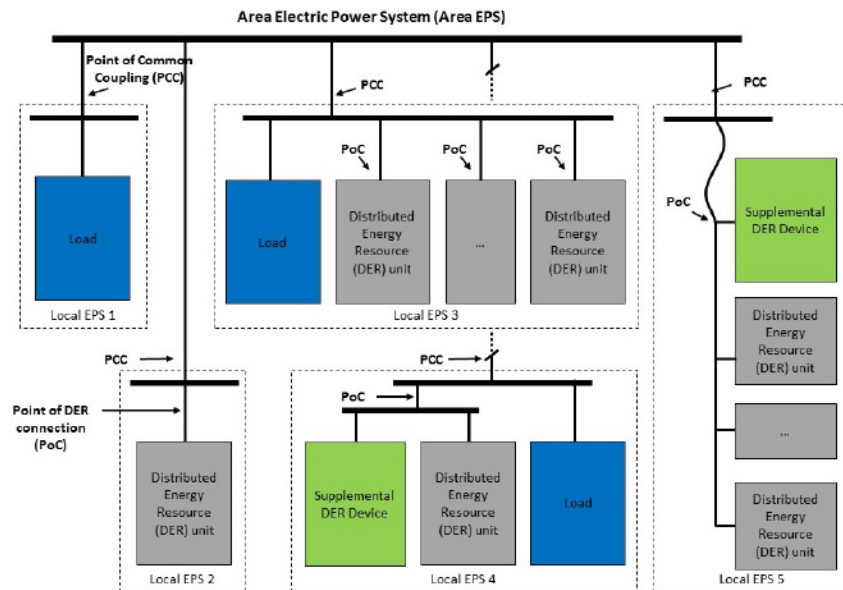 Area Electric Power System (Area EPS)
Point of Common
Coupling (PCC)
PCC
PCC
PoC
PoC
PoC
PoC
Load
Load
Distributed
Energy
Resource
(DER) unit
...
Distributed
Energy
Resource
(DER) unit
Supplemental
DER Device
Local EPS 1
Local EPS 3
Distributed
Energy
Resource
(DER) unit
PCC
PCC
Point of DER
connection
(PoC)
PoC
...
Distributed
Energy
Resource
(DER) unit
Supplemental
DER Device
Distributed
Energy
Resource
(DER) unit
Load
Distributed
Energy
Resource
(DER) unit
Local EPS 2
Local EPS 4
Local EPS 5